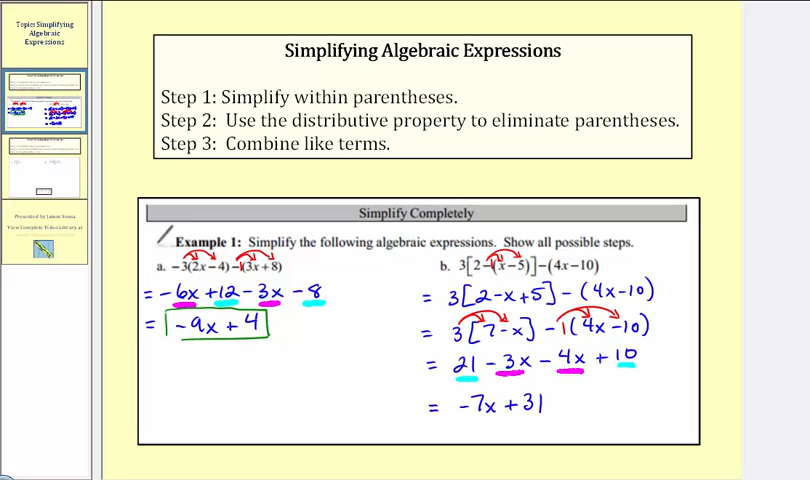 Topic: Simplifying
Algebraic
Expressions
Presented by James Sousa
View Complete Video Library at
Simplifying Algebraic Expressions
Step 1: Simplify within parentheses.
Step 2: Use the distributive property to eliminate parentheses.
Step 3: Combine like terms.
Simplify Completely
Example 1: Simplify the following algebraic expressions. Show all possible steps.
a. −3(2x−4)−1(3x+8)
= −6x + 12 − 3x − 8
= −9x + 4
b. 3[2−1(x−5)]−(4x−10)
= 3[2−x+5] − (4x−10)
= 3[7−x] − 1(4x−10)
= 21 − 3x − 4x + 10
= −7x + 31